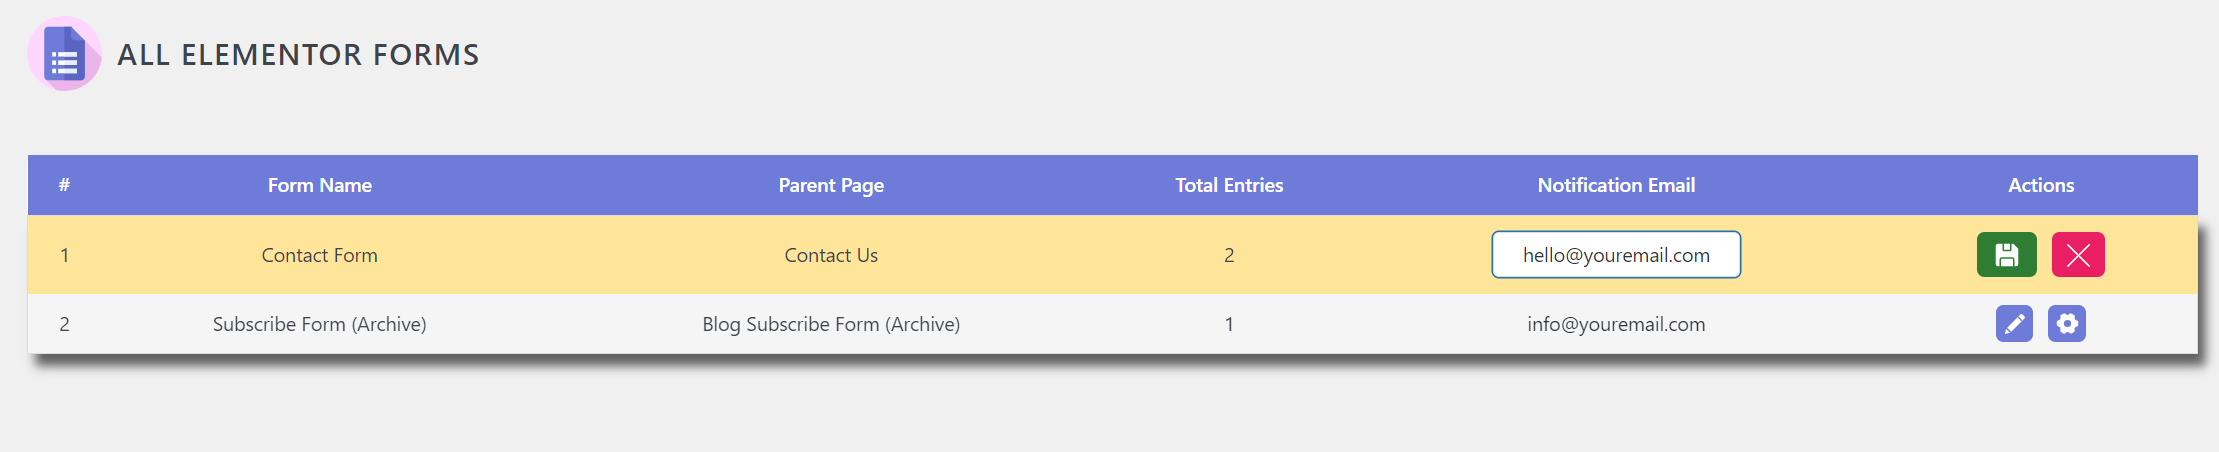 ALL ELEMENTOR FORMS
# Form Name Parent Page Total Entries Notification Email Actions
1 Contact Form Contact Us 2 hello@youremail.com
2 Subscribe Form (Archive) Blog Subscribe Form (Archive) 1 info@youremail.com